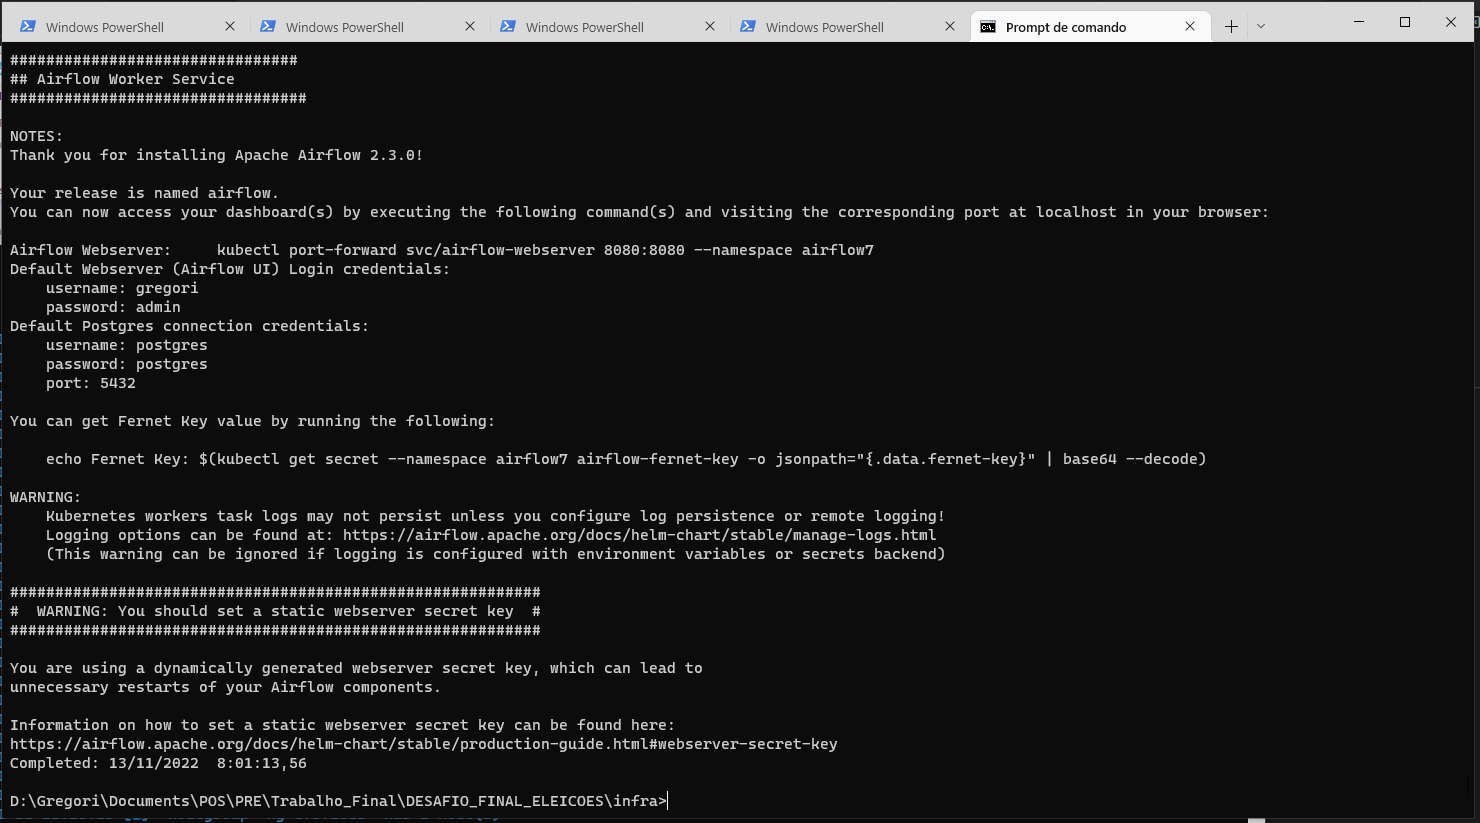 Windows PowerShell
Windows PowerShell
Windows PowerShell
Windows PowerShell
Prompt de comando
################################
## Airflow Worker Service
#################################
NOTES:
Thank you for installing Apache Airflow 2.3.0!
Your release is named airflow.
You can now access your dashboard(s) by executing the following command(s) and visiting the corresponding port at localhost in your browser:
Airflow Webserver:     kubectl port-forward svc/airflow-webserver 8080:8080 --namespace airflow7
Default Webserver (Airflow UI) Login credentials:
    username: gregori
    password: admin
Default Postgres connection credentials:
    username: postgres
    password: postgres
    port: 5432
You can get Fernet Key value by running the following:
    echo Fernet Key: $(kubectl get secret --namespace airflow7 airflow-fernet-key -o jsonpath="{.data.fernet-key}" | base64 --decode)
WARNING:
    Kubernetes workers task logs may not persist unless you configure log persistence or remote logging!
    Logging options can be found at: https://airflow.apache.org/docs/helm-chart/stable/manage-logs.html
    (This warning can be ignored if logging is configured with environment variables or secrets backend)
###########################################################
#  WARNING: You should set a static webserver secret key  #
###########################################################
You are using a dynamically generated webserver secret key, which can lead to
unnecessary restarts of your Airflow components.
Information on how to set a static webserver secret key can be found here:
https://airflow.apache.org/docs/helm-chart/stable/production-guide.html#webserver-secret-key
Completed: 13/11/2022  8:01:13,56
D:\Gregori\Documents\POS\PRE\Trabalho_Final\DESAFIO_FINAL_ELEICOES\infra>